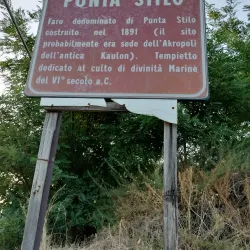 PUNTA STILO
Faro denominato di Punta Stilo
costruito nel 1891 (il sito
probabilmente era sede dell'Akropoli
dell'antica Kaulon). Tempietto
dedicato al culto di divinità Marine
del VI° secolo a.C.